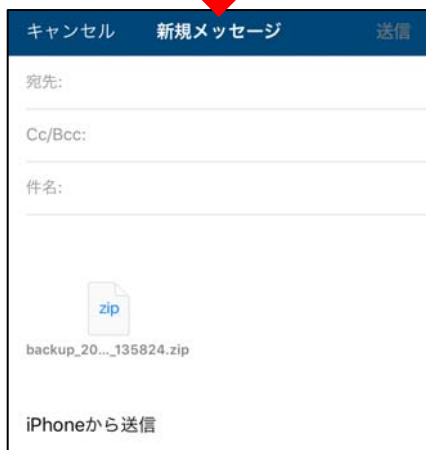 キャンセル 新規メッセージ 送信
宛先:
Cc/Bcc:
件名:
zip
backup_20..._135824.zip
iPhoneから送信